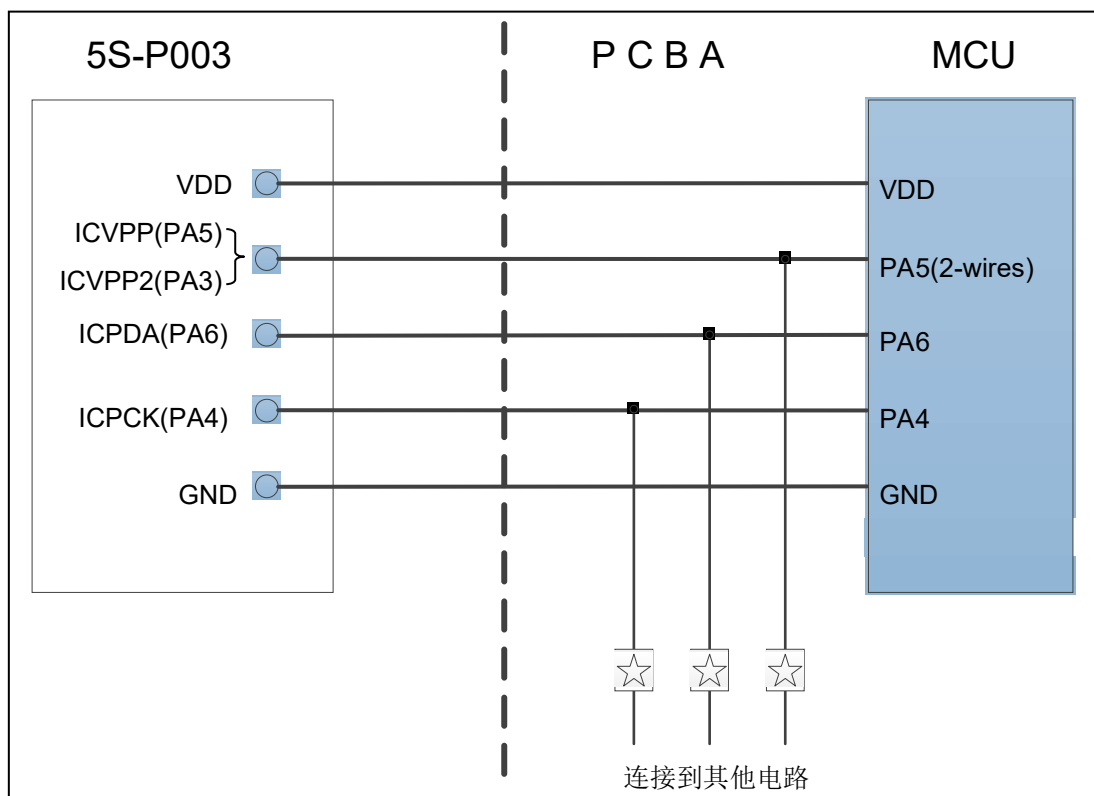 5S-P003
P C B A
MCU
VDD
VDD
ICVPP(PA5)
ICVPP2(PA3)
PA5(2-wires)
ICPDA(PA6)
PA6
ICPCK(PA4)
PA4
GND
GND
连接到其他电路